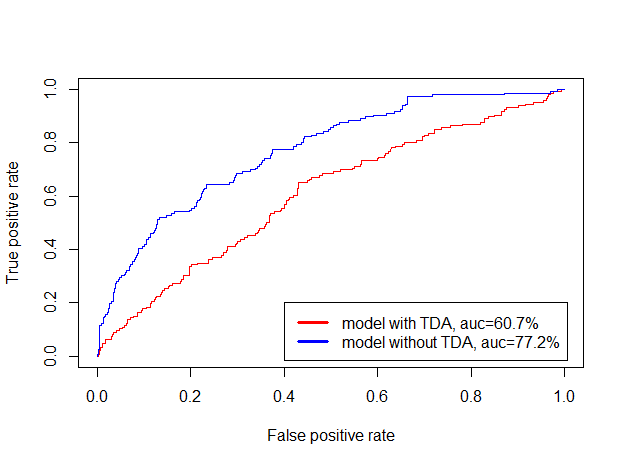 True positive rate
1.0
0.8
0.6
0.4
0.2
0.0
model with TDA, auc=60.7%
model without TDA, auc=77.2%
0.0 0.2 0.4 0.6 0.8 1.0
False positive rate